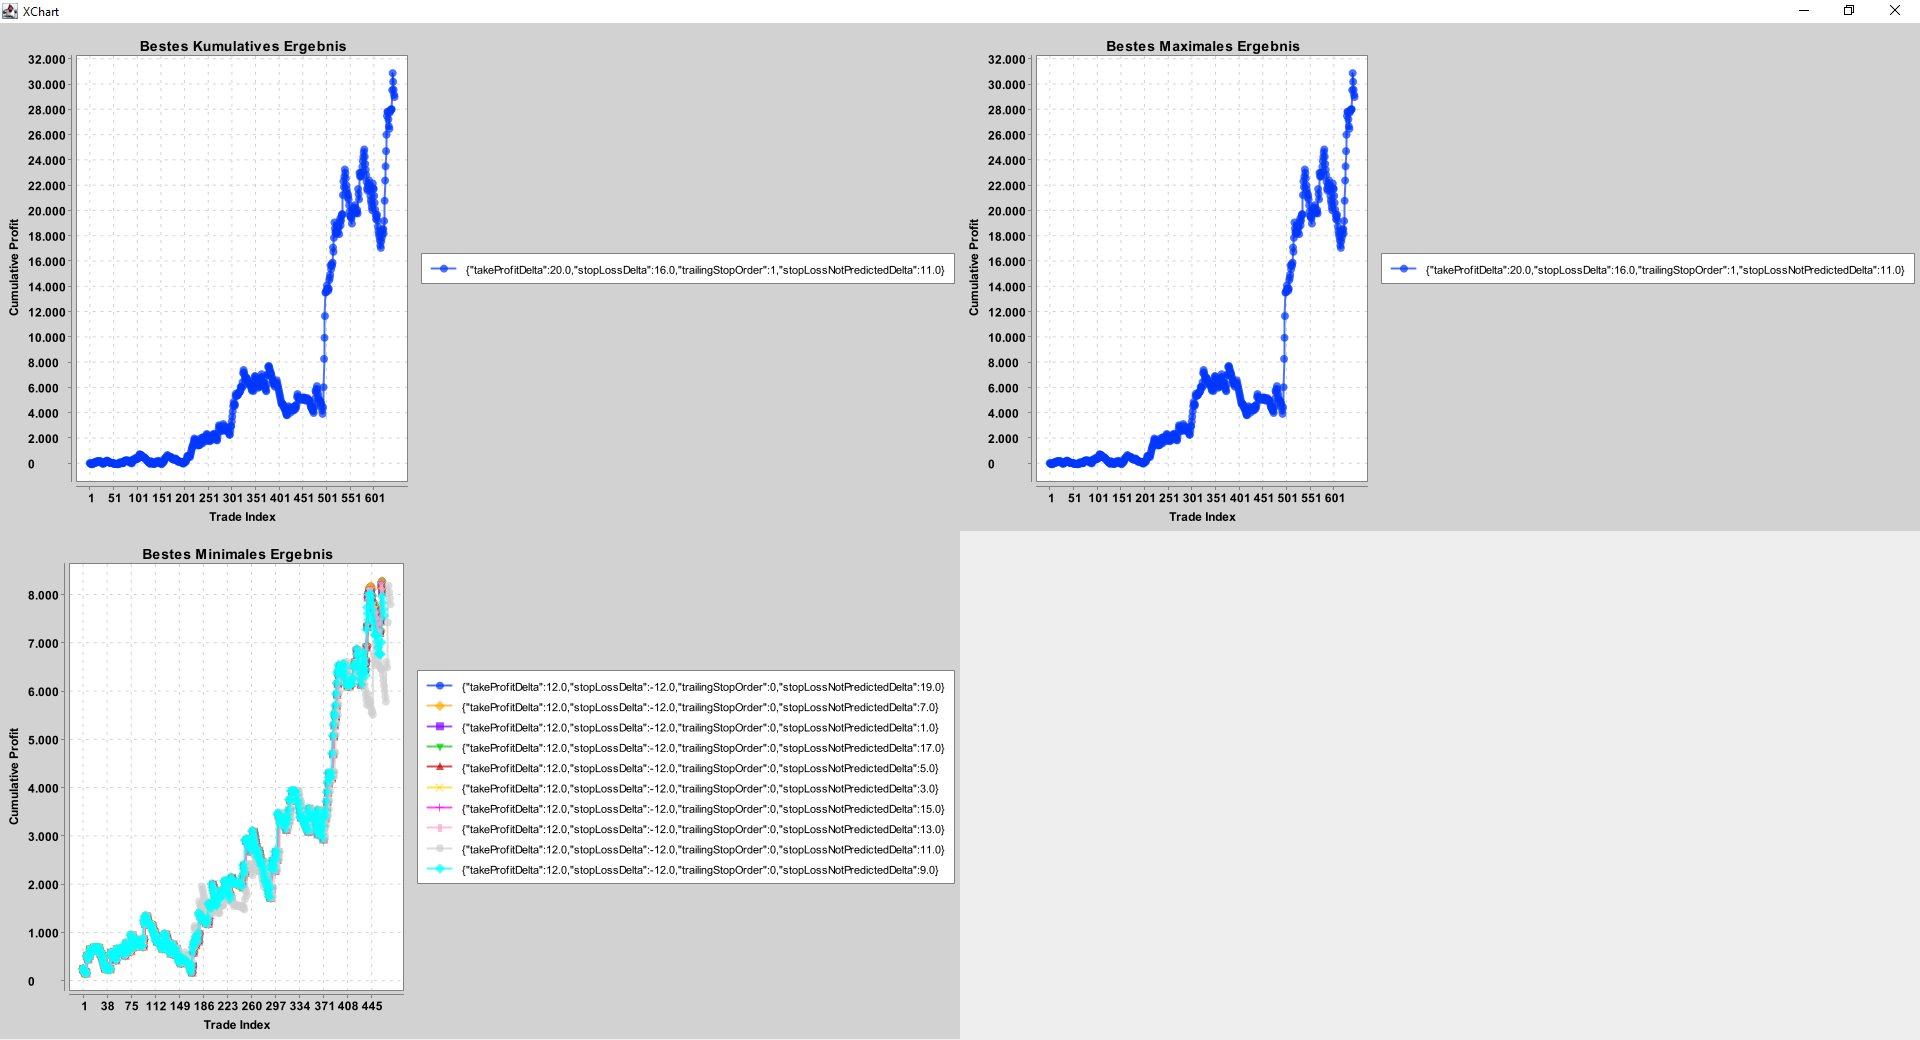 XChart
Bestes Kumulatives Ergebnis
32.000
30.000
28.000
26.000
24.000
22.000
20.000
18.000
16.000
14.000
12.000
10.000
8.000
6.000
4.000
2.000
0
Cumulative Profit
1 51 101 151 201 251 301 351 401 451 501 551 601
Trade Index
{"takeProfitDelta":20.0,"stopLossDelta":16.0,"trailingStopOrder":1,"stopLossNotPredictedDelta":11.0}
Bestes Maximales Ergebnis
32.000
30.000
28.000
26.000
24.000
22.000
20.000
18.000
16.000
14.000
12.000
10.000
8.000
6.000
4.000
2.000
0
Cumulative Profit
1 51 101 151 201 251 301 351 401 451 501 551 601
Trade Index
{"takeProfitDelta":20.0,"stopLossDelta":16.0,"trailingStopOrder":1,"stopLossNotPredictedDelta":11.0}
Bestes Minimales Ergebnis
8.000
7.000
6.000
5.000
4.000
3.000
2.000
1.000
0
Cumulative Profit
1 38 75 112 149 186 223 260 297 334 371 408 445
Trade Index
{"takeProfitDelta":12.0,"stopLossDelta":-12.0,"trailingStopOrder":0,"stopLossNotPredictedDelta":19.0}
{"takeProfitDelta":12.0,"stopLossDelta":-12.0,"trailingStopOrder":0,"stopLossNotPredictedDelta":7.0}
{"takeProfitDelta":12.0,"stopLossDelta":-12.0,"trailingStopOrder":0,"stopLossNotPredictedDelta":1.0}
{"takeProfitDelta":12.0,"stopLossDelta":-12.0,"trailingStopOrder":0,"stopLossNotPredictedDelta":17.0}
{"takeProfitDelta":12.0,"stopLossDelta":-12.0,"trailingStopOrder":0,"stopLossNotPredictedDelta":5.0}
{"takeProfitDelta":12.0,"stopLossDelta":-12.0,"trailingStopOrder":0,"stopLossNotPredictedDelta":3.0}
{"takeProfitDelta":12.0,"stopLossDelta":-12.0,"trailingStopOrder":0,"stopLossNotPredictedDelta":15.0}
{"takeProfitDelta":12.0,"stopLossDelta":-12.0,"trailingStopOrder":0,"stopLossNotPredictedDelta":13.0}
{"takeProfitDelta":12.0,"stopLossDelta":-12.0,"trailingStopOrder":0,"stopLossNotPredictedDelta":11.0}
{"takeProfitDelta":12.0,"stopLossDelta":-12.0,"trailingStopOrder":0,"stopLossNotPredictedDelta":9.0}